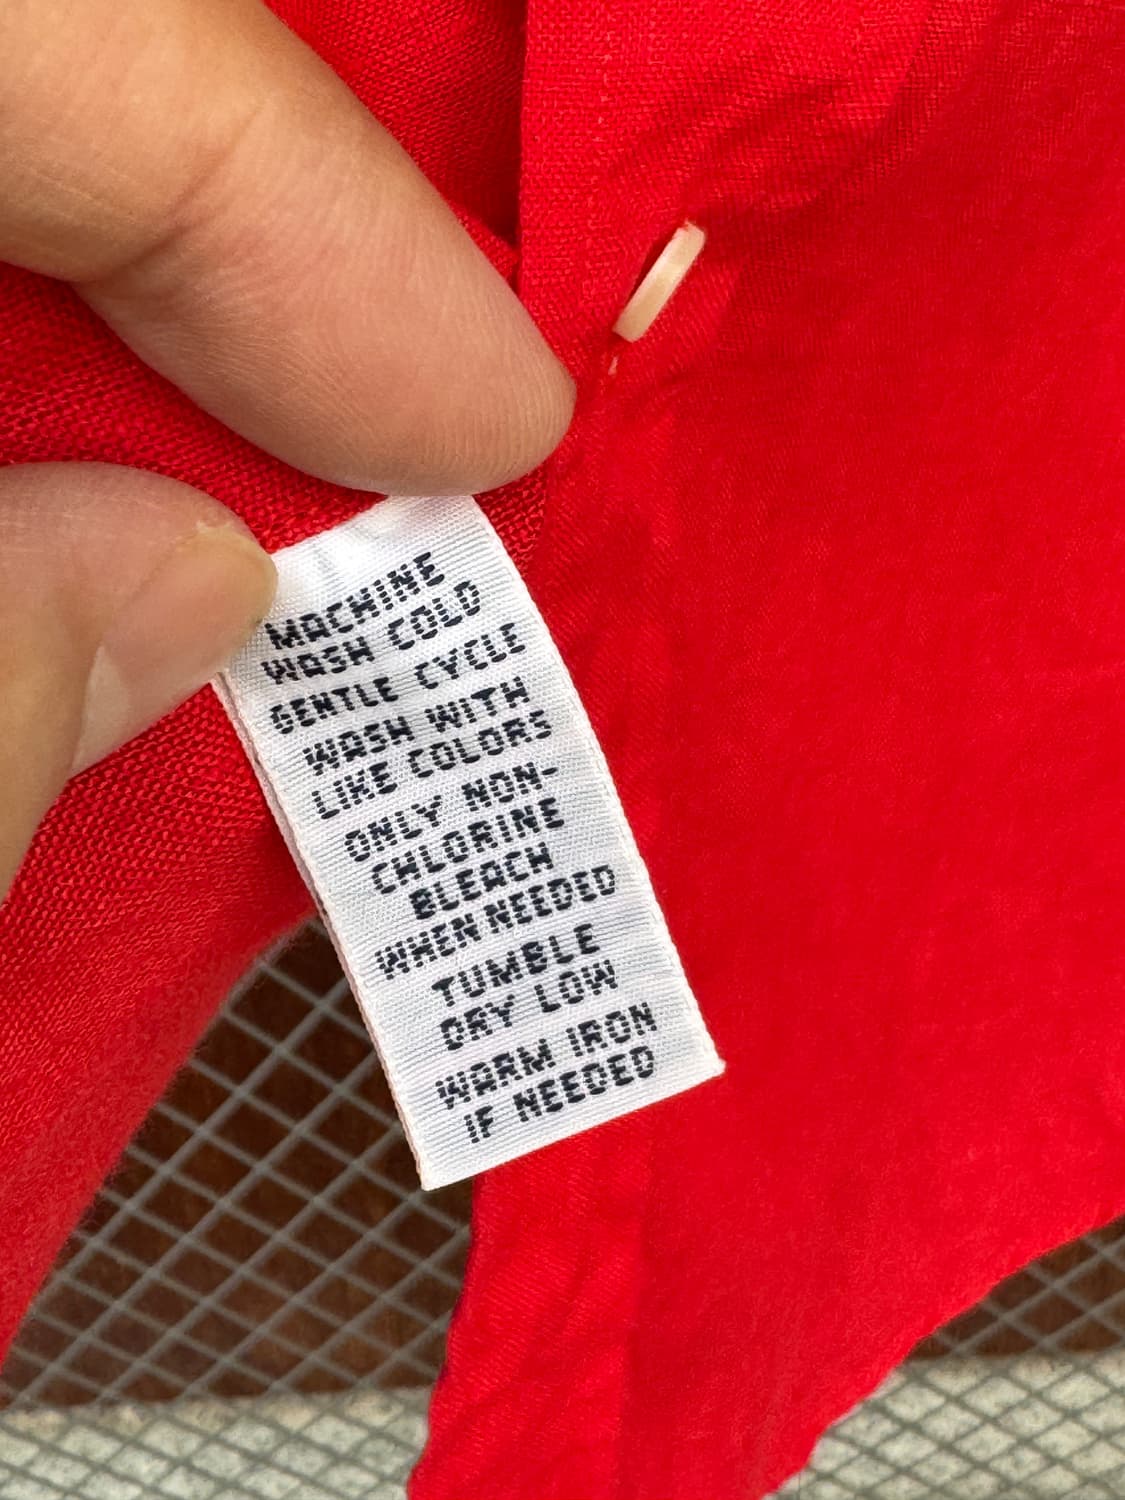 MACHINE
WASH COLD
GENTLE CYCLE
WASH WITH
LIKE COLORS
ONLY NON-
CHLORINE
BLEACH
WHEN NEEDED
TUMBLE
DRY LOW
WARM IRON
IF NEEDED